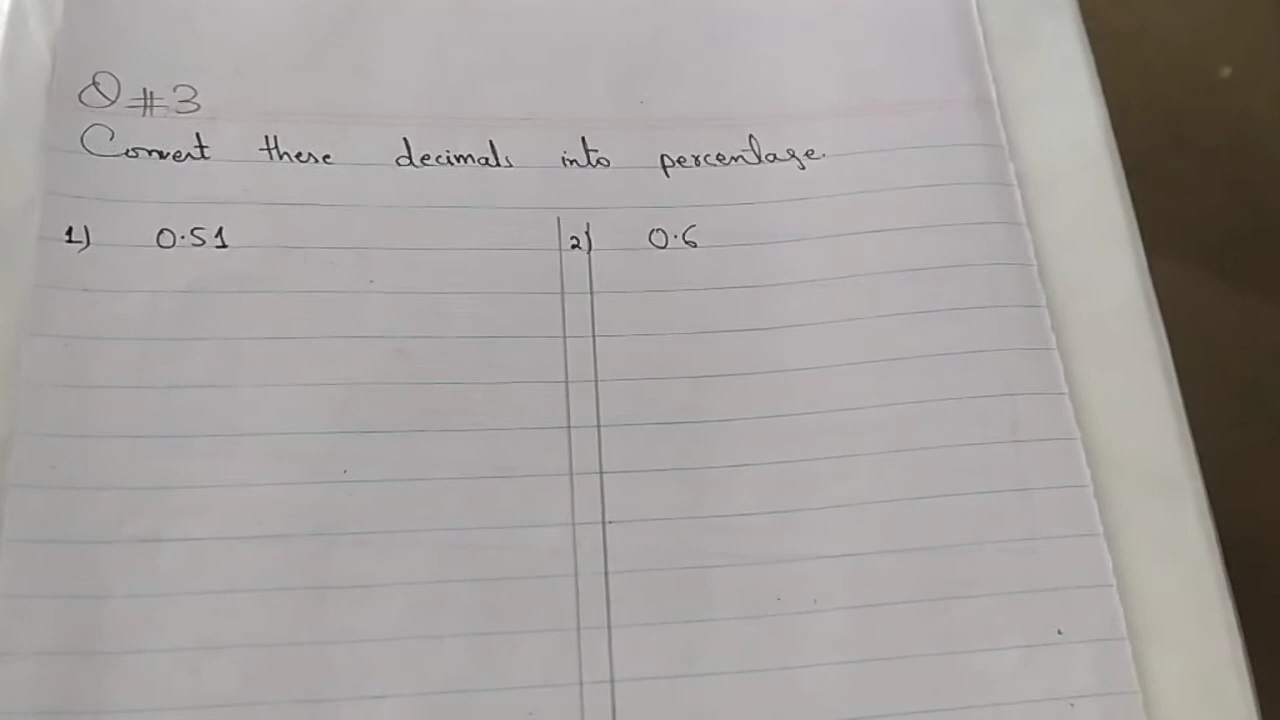 Q #3
Convert these decimals into percentage.
1) 0.51 2) 0.6